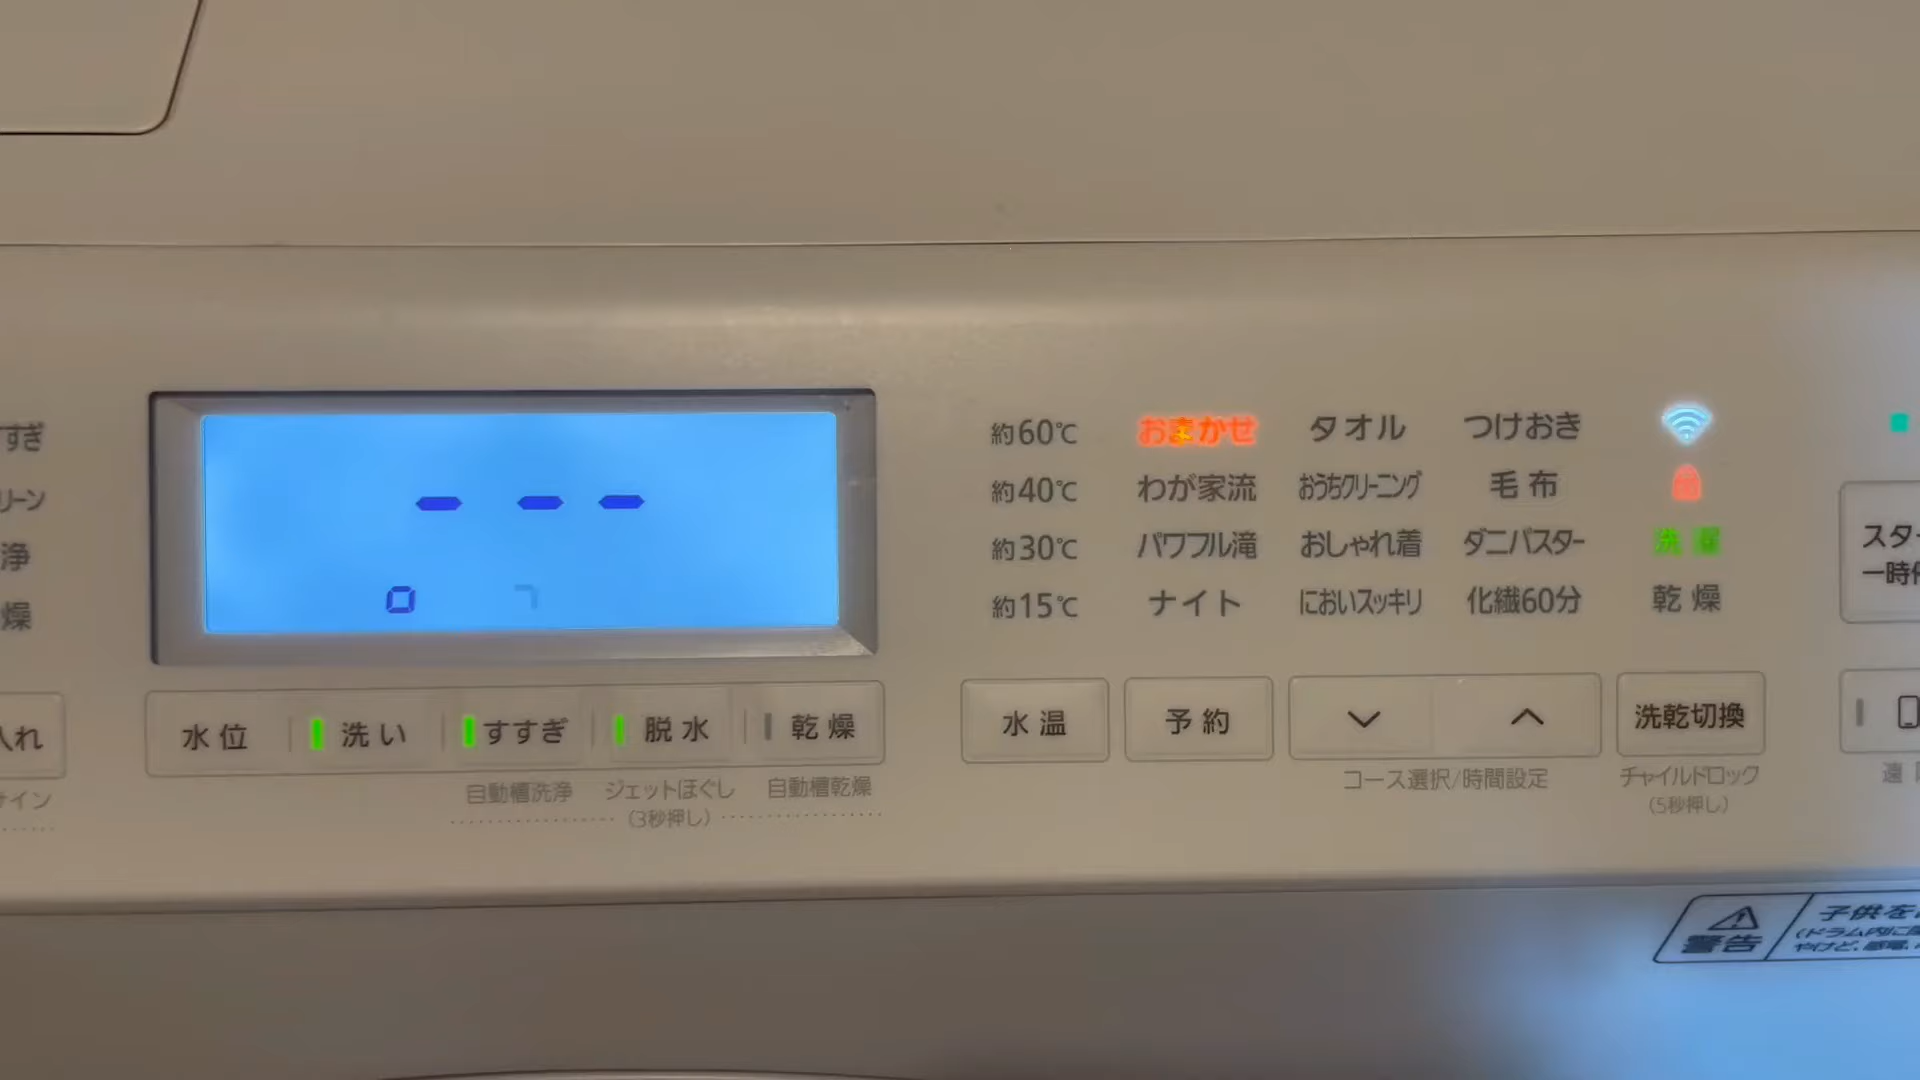 すぎ
リーン
浄
燥
入れ
サイン
- - -
約60℃ おまかせ タオル つけおき
約40℃ わが家流 おうちクリーニング 毛布
約30℃ パワフル滝 おしゃれ着 ダニバスター 洗濯
約15℃ ナイト においスッキリ 化繊60分 乾燥
水位 洗い すすぎ 脱水 乾燥
自動槽洗浄 ジェットほぐし 自動槽乾燥
(3秒押し)
水温 予約 洗乾切換
コース選択/時間設定 チャイルドロック
(5秒押し)
スター
一時停
遠
警告
子供を
(ドラム内に
やけど、感電、